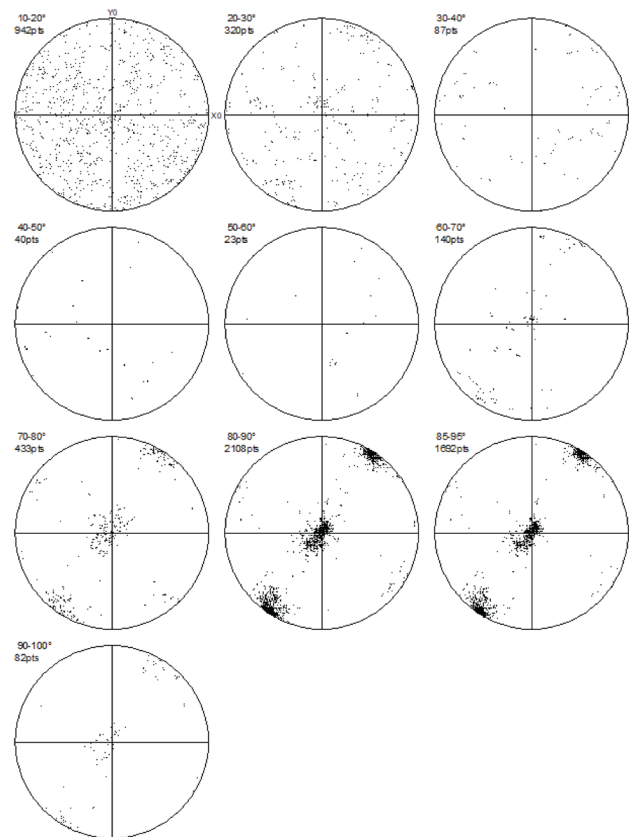 10-20°
942pts
Y0
X0
20-30°
320pts
30-40°
87pts
40-50°
40pts
50-60°
23pts
60-70°
140pts
70-80°
433pts
80-90°
2108pts
85-95°
1692pts
90-100°
82pts